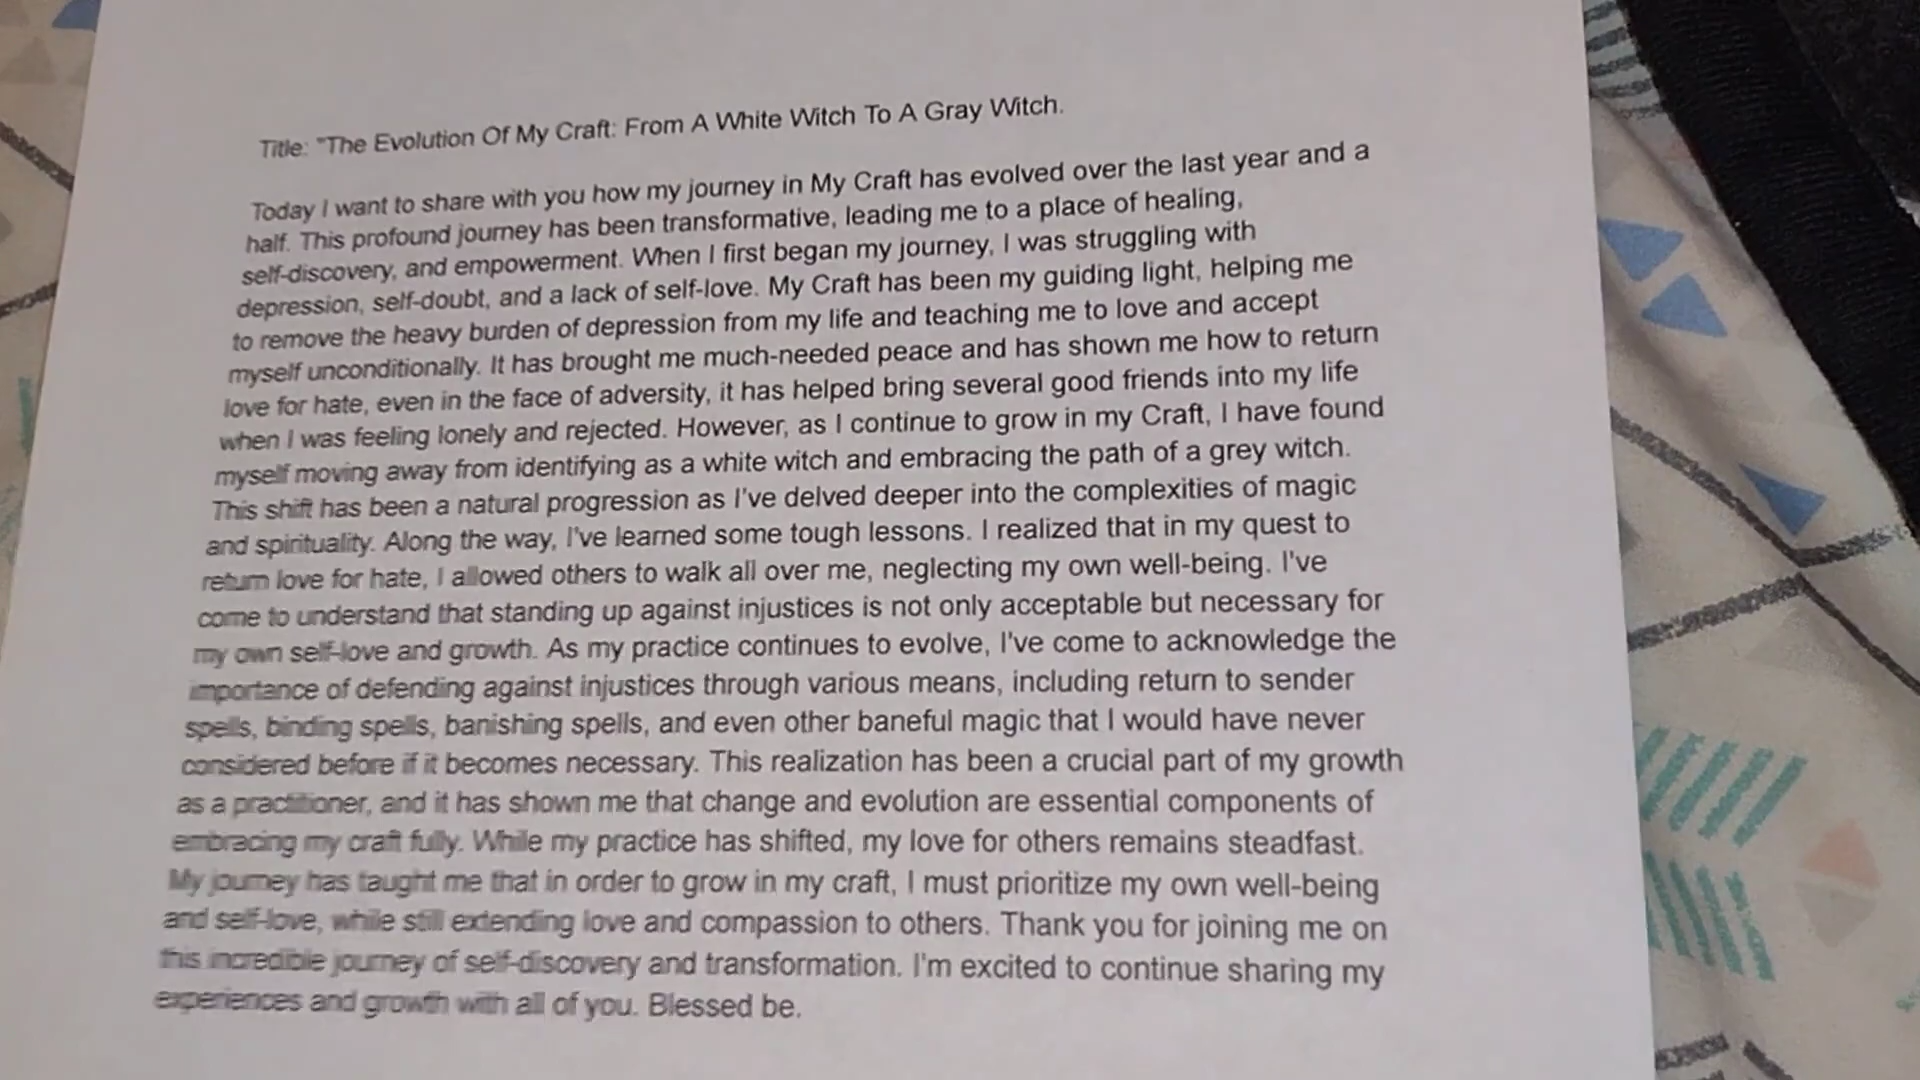 Title: "The Evolution Of My Craft: From A White Witch To A Gray Witch.
Today I want to share with you how my journey in My Craft has evolved over the last year and a
half. This profound journey has been transformative, leading me to a place of healing,
self-discovery, and empowerment. When I first began my journey, I was struggling with
depression, self-doubt, and a lack of self-love. My Craft has been my guiding light, helping me
to remove the heavy burden of depression from my life and teaching me to love and accept
myself unconditionally. It has brought me much-needed peace and has shown me how to return
love for hate, even in the face of adversity, it has helped bring several good friends into my life
when I was feeling lonely and rejected. However, as I continue to grow in my Craft, I have found
myself moving away from identifying as a white witch and embracing the path of a grey witch.
This shift has been a natural progression as I've delved deeper into the complexities of magic
and spirituality. Along the way, I've learned some tough lessons. I realized that in my quest to
return love for hate, I allowed others to walk all over me, neglecting my own well-being. I've
come to understand that standing up against injustices is not only acceptable but necessary for
my own self-love and growth. As my practice continues to evolve, I've come to acknowledge the
importance of defending against injustices through various means, including return to sender
spells, binding spells, banishing spells, and even other baneful magic that I would have never
considered before if it becomes necessary. This realization has been a crucial part of my growth
as a practitioner, and it has shown me that change and evolution are essential components of
embracing my craft fully. While my practice has shifted, my love for others remains steadfast.
My journey has taught me that in order to grow in my craft, I must prioritize my own well-being
and self-love, while still extending love and compassion to others. Thank you for joining me on
this incredible journey of self-discovery and transformation. I'm excited to continue sharing my
experiences and growth with all of you. Blessed be.